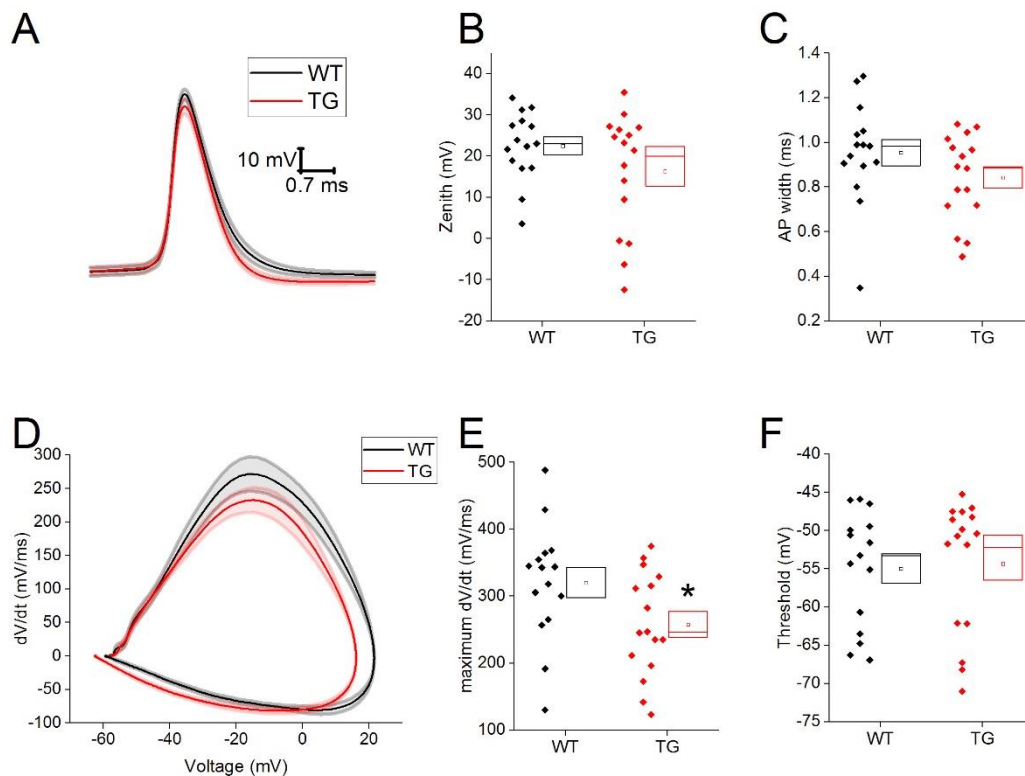 A
WT
TG
10 mV
0.7 ms
B
Zenith (mV)
50
40
30
20
10
0
-10
-20
WT
TG
C
AP width (ms)
1.4
1.2
1.0
0.8
0.6
0.4
0.2
WT
TG
D
WT
TG
dV/dt (mV/ms)
300
250
200
150
100
50
0
-50
-100
-60
-40
-20
0
20
Voltage (mV)
E
maximum dV/dt (mV/ms)
500
400
300
200
100
*
WT
TG
F
Threshold (mV)
-40
-45
-50
-55
-60
-65
-70
-75
WT
TG